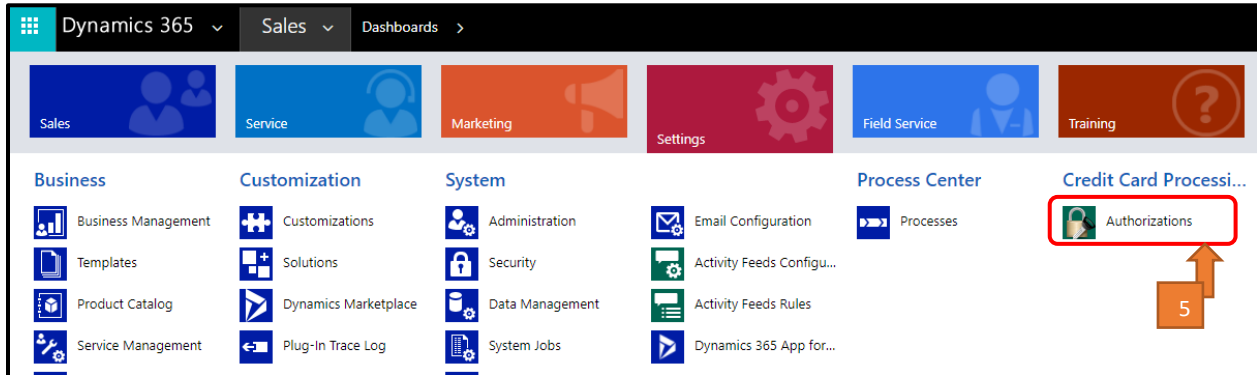 Dynamics 365
Sales
Dashboards >
Sales
Service
Marketing
Settings
Field Service
Training
?
Business
Customization
System
Process Center
Credit Card Processi...
Business Management
Customizations
Administration
Email Configuration
Processes
Authorizations
Templates
Solutions
Security
Activity Feeds Configu...
Product Catalog
Dynamics Marketplace
Data Management
Activity Feeds Rules
5
Service Management
Plug-In Trace Log
System Jobs
Dynamics 365 App for...